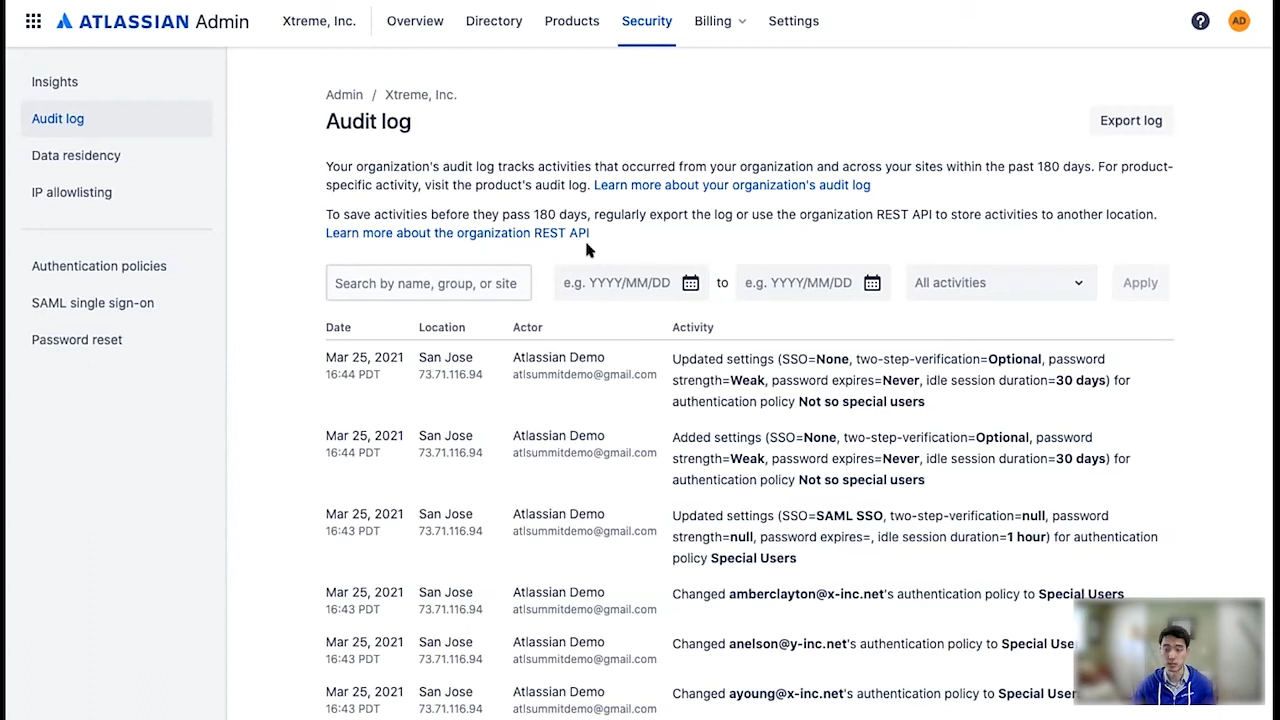 ATLASSIAN Admin Xtreme, Inc. Overview Directory Products Security Billing Settings ? AD
Insights
Audit log
Data residency
IP allowlisting
Authentication policies
SAML single sign-on
Password reset
Admin / Xtreme, Inc.
Audit log
Export log
Your organization's audit log tracks activities that occurred from your organization and across your sites within the past 180 days. For product-
specific activity, visit the product's audit log. Learn more about your organization's audit log
To save activities before they pass 180 days, regularly export the log or use the organization REST API to store activities to another location.
Learn more about the organization REST API
Search by name, group, or site e.g. YYYY/MM/DD to e.g. YYYY/MM/DD All activities Apply
Date Location Actor Activity
Mar 25, 2021 San Jose Atlassian Demo Updated settings (SSO=None, two-step-verification=Optional, password
16:44 PDT 73.71.116.94 atlsummitdemo@gmail.com strength=Weak, password expires=Never, idle session duration=30 days) for
authentication policy Not so special users
Mar 25, 2021 San Jose Atlassian Demo Added settings (SSO=None, two-step-verification=Optional, password
16:44 PDT 73.71.116.94 atlsummitdemo@gmail.com strength=Weak, password expires=Never, idle session duration=30 days) for
authentication policy Not so special users
Mar 25, 2021 San Jose Atlassian Demo Updated settings (SSO=SAML SSO, two-step-verification=null, password
16:43 PDT 73.71.116.94 atlsummitdemo@gmail.com strength=null, password expires=, idle session duration=1 hour) for authentication
policy Special Users
Mar 25, 2021 San Jose Atlassian Demo Changed amberclayton@x-inc.net's authentication policy to Special Users
16:43 PDT 73.71.116.94 atlsummitdemo@gmail.com
Mar 25, 2021 San Jose Atlassian Demo Changed anelson@y-inc.net's authentication policy to Special Use
16:43 PDT 73.71.116.94 atlsummitdemo@gmail.com
Mar 25, 2021 San Jose Atlassian Demo Changed ayoung@x-inc.net's authentication policy to Special User
16:43 PDT 73.71.116.94 atlsummitdemo@gmail.com